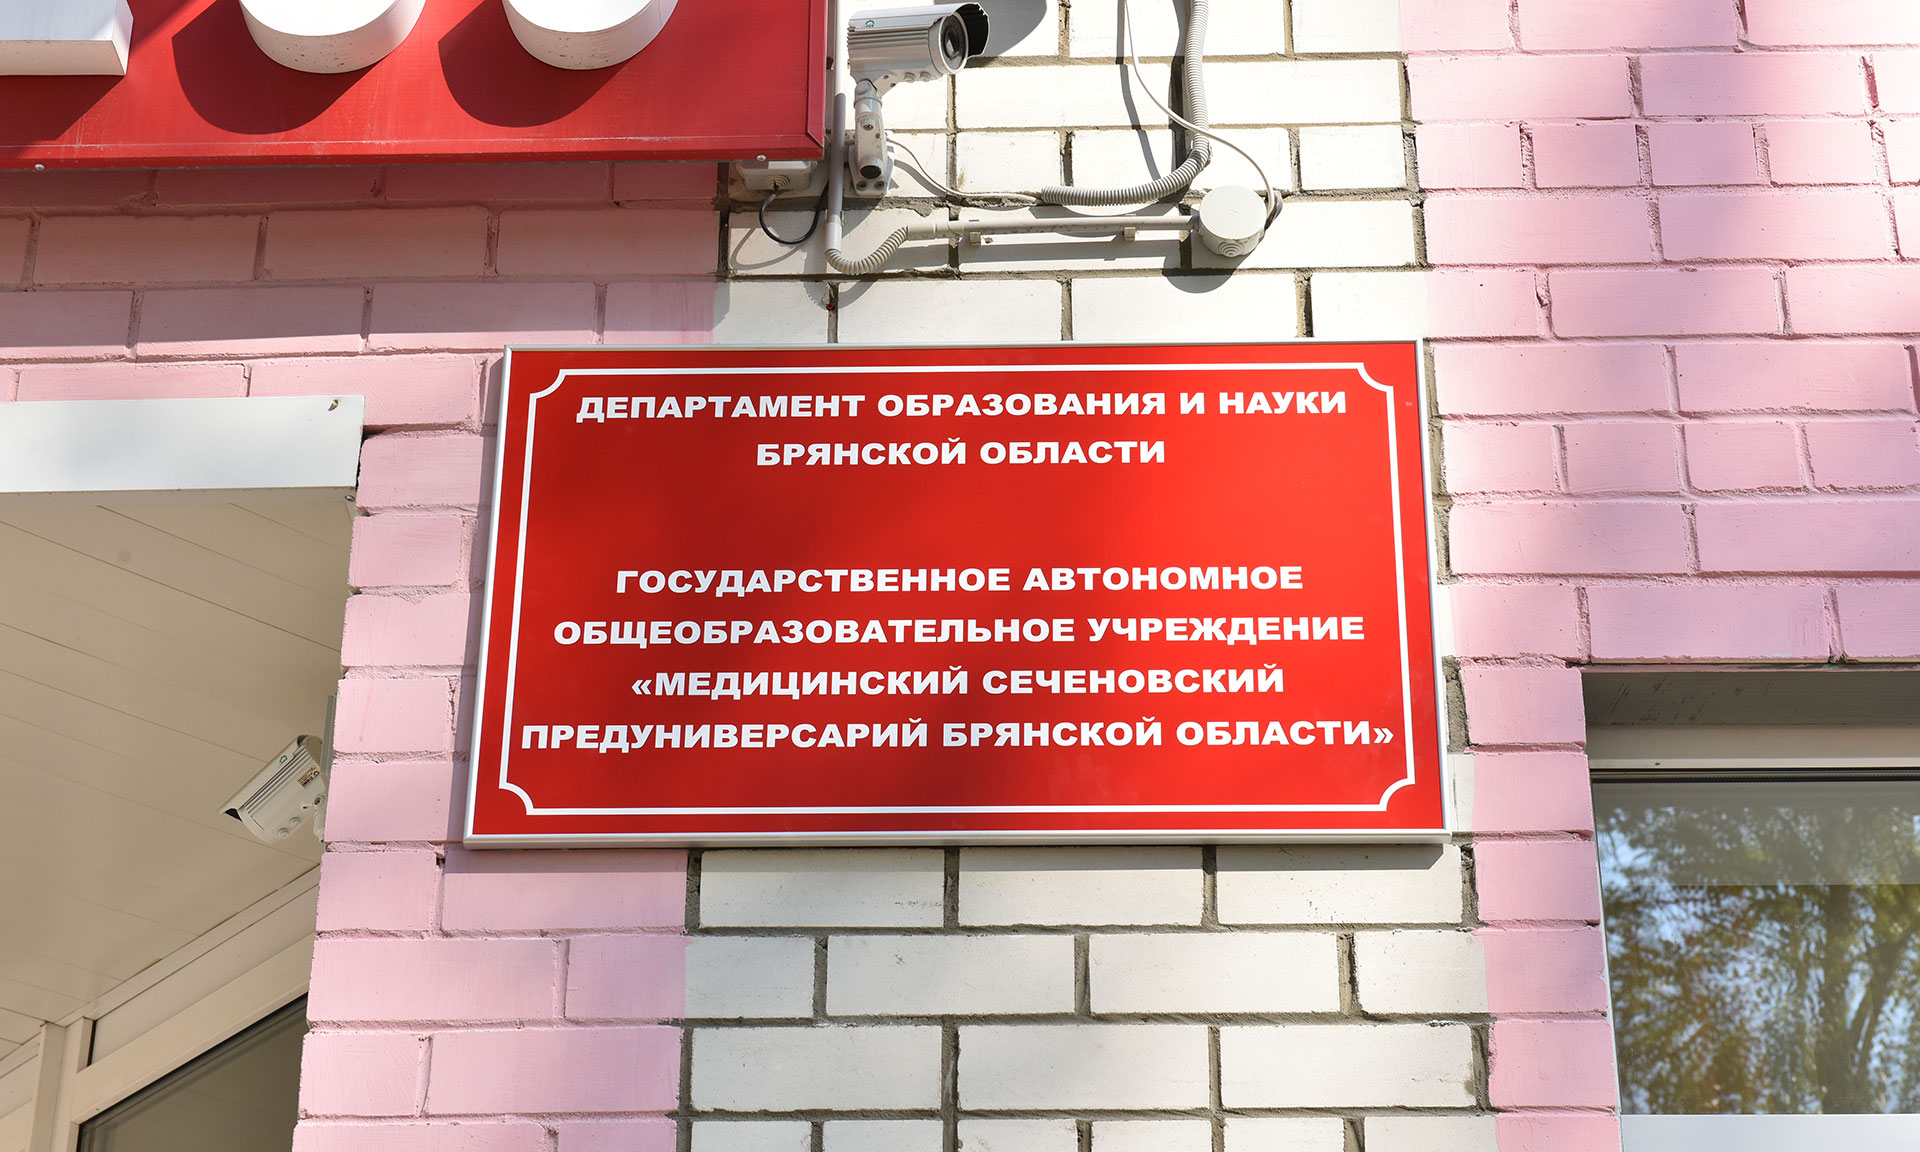 ДЕПАРТАМЕНТ ОБРАЗОВАНИЯ И НАУКИ
БРЯНСКОЙ ОБЛАСТИ
ГОСУДАРСТВЕННОЕ АВТОНОМНОЕ
ОБЩЕОБРАЗОВАТЕЛЬНОЕ УЧРЕЖДЕНИЕ
«МЕДИЦИНСКИЙ СЕЧЕНОВСКИЙ
ПРЕДУНИВЕРСАРИЙ БРЯНСКОЙ ОБЛАСТИ»